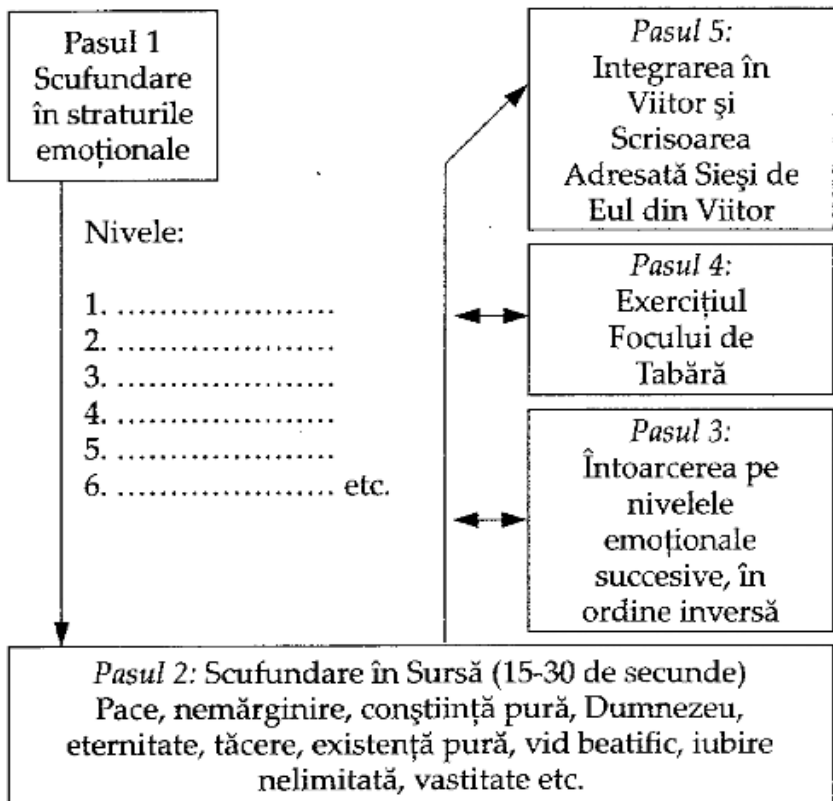 Pasul 1
Scufundare
în straturile
emoționale
Nivele:
1. ......................
2. ......................
3. ......................
4. ......................
5. ......................
6. ...................... etc.
Pasul 5:
Integrarea în
Viitor şi
Scrisoarea
Adresată Sieşi de
Eul din Viitor
Pasul 4:
Exercițiul
Focului de
Tabără
Pasul 3:
Întoarcerea pe
nivelele
emoționale
succesive, în
ordine inversă
Pasul 2: Scufundare în Sursă (15-30 de secunde)
Pace, nemărginire, conştiință pură, Dumnezeu,
eternitate, tăcere, existență pură, vid beatific, iubire
nelimitată, vastitate etc.